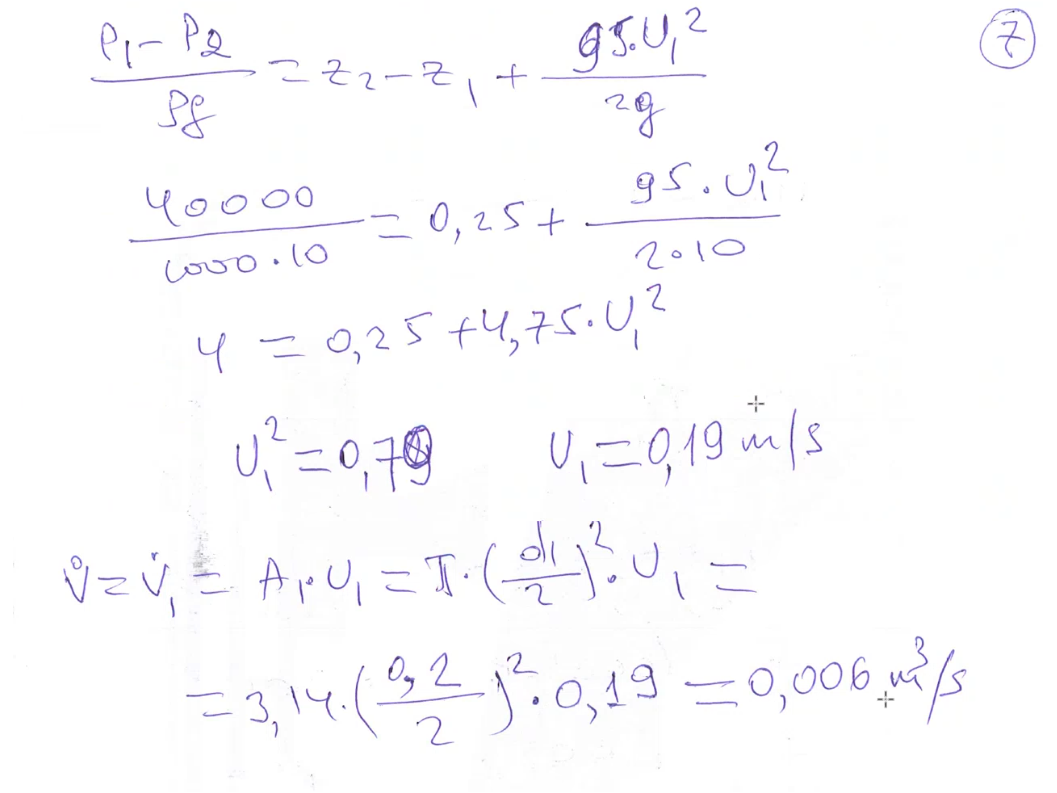 7
(P₁ - P₂) / (ρg) = z₂ - z₁ + (95·U₁²) / (2g)
40000 / (1000·10) = 0,25 + (95·U₁²) / (2·10)
4 = 0,25 + 4,75·U₁²
U₁² = 0,79 U₁ = 0,19 m/s
V̇ = V̇₁ = A₁·U₁ = π·(d₁/2)²·U₁ =
= 3,14·(0,2/2)²·0,19 = 0,006 m³/s